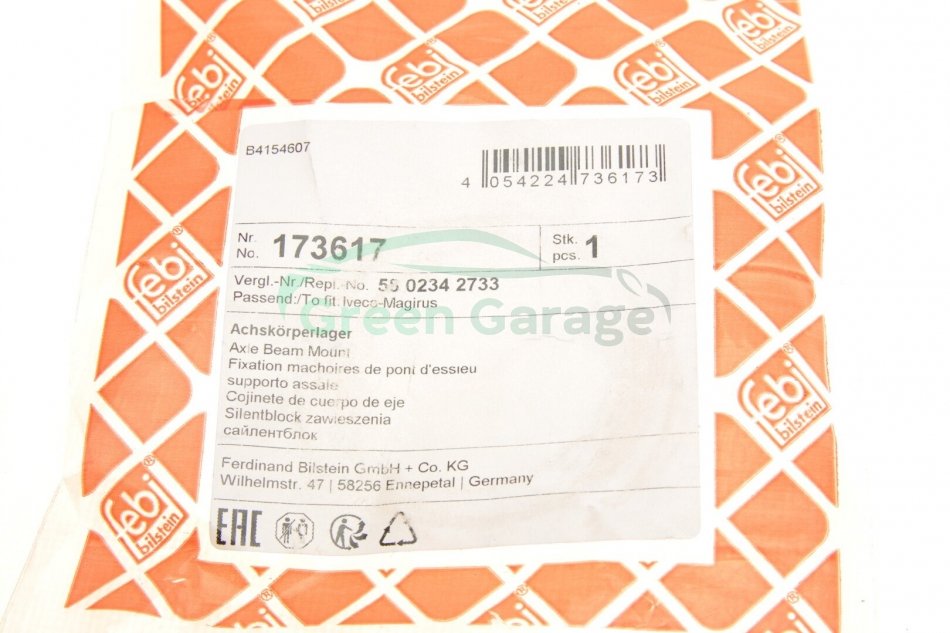 febi
bilstein
B4154607
4 054224 736173
Nr.
No. 173617
Stk.
pcs. 1
Vergl.-Nr./Repl.-No. 50 0234 2733
Passend:/To fit: Iveco-Magirus
Green Garage
Achskörperlager
Axle Beam Mount
Fixation machoires de pont d'essieu
supporto assale
Cojinete de cuerpo de eje
Silentblock zawieszenia
сайлентблок
Ferdinand Bilstein GmbH + Co. KG
Wilhelmstr. 47 | 58256 Ennepetal | Germany
EAC